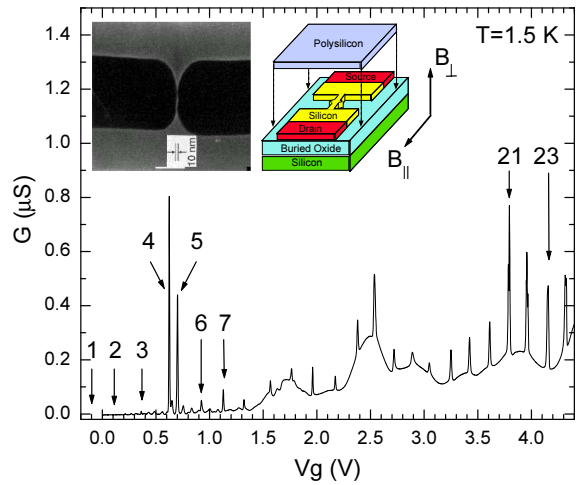 T=1.5 K
Polysilicon
Source
Silicon
Drain
Buried Oxide
Silicon
B⊥
B||
10 nm
G (μS)
1.4
1.2
1.0
0.8
0.6
0.4
0.2
0.0
4
5
21
23
1
2
3
6
7
0.0 0.5 1.0 1.5 2.0 2.5 3.0 3.5 4.0
Vg (V)